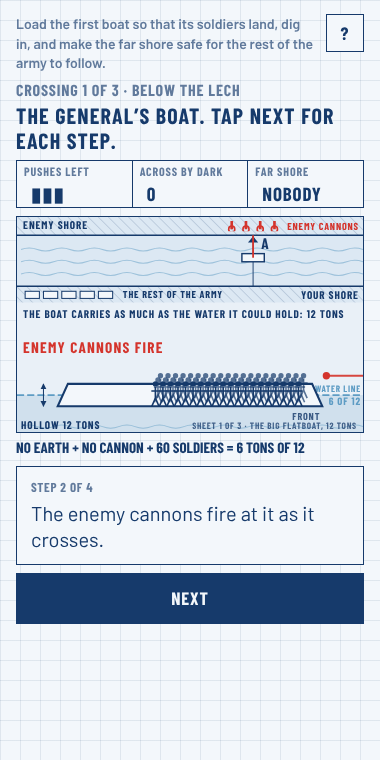 Load the first boat so that its soldiers land, dig
in, and make the far shore safe for the rest of the
army to follow.
?
CROSSING 1 OF 3 · BELOW THE LECH
THE GENERAL'S BOAT. TAP NEXT FOR
EACH STEP.
PUSHES LEFT
ACROSS BY DARK
0
FAR SHORE
NOBODY
ENEMY SHORE
ENEMY CANNONS
A
THE REST OF THE ARMY
YOUR SHORE
THE BOAT CARRIES AS MUCH AS THE WATER IT COULD HOLD: 12 TONS
ENEMY CANNONS FIRE
WATER LINE
6 OF 12
FRONT
HOLLOW 12 TONS
SHEET 1 OF 3 · THE BIG FLATBOAT, 12 TONS
NO EARTH + NO CANNON + 60 SOLDIERS = 6 TONS OF 12
STEP 2 OF 4
The enemy cannons fire at it as it
crosses.
NEXT